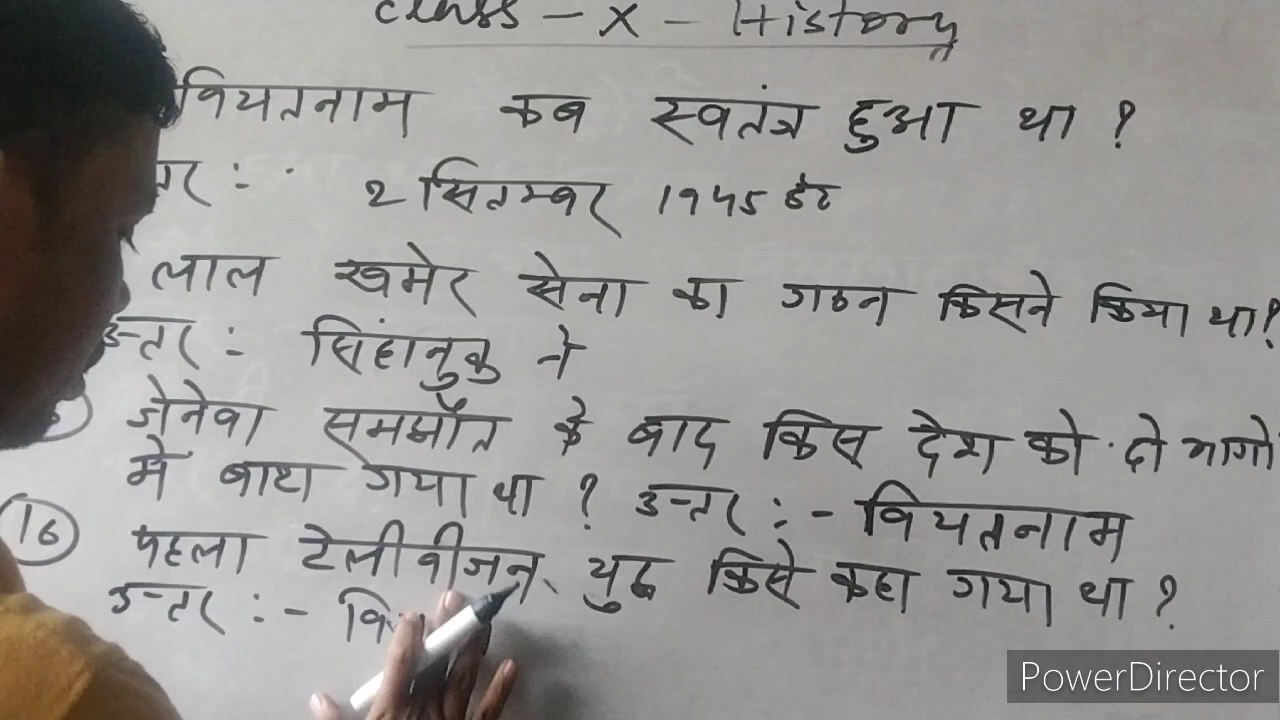 Class - X - History
वियतनाम कब स्वतंत्र हुआ था ?
तर :- 2 सितम्बर 1945 ई॰
लाल खमेर सेना का गठन किसने किया था?
उत्तर :- सिंहानुकु ने
जेनेवा समझौत के बाद किस देश को दो भागों
मे बाटा गया था ? उत्तर :- वियतनाम
16 पहला टेलीवीजन युद्ध किसे कहा गया था ?
उत्तर :- वि
PowerDirector